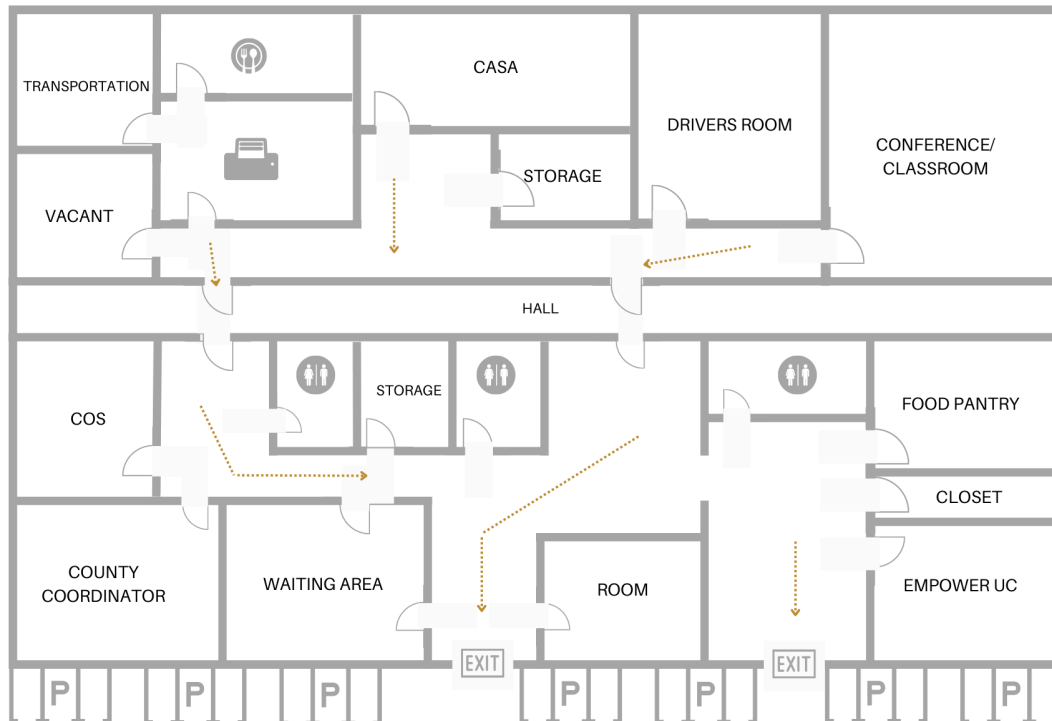 CASA
TRANSPORTATION
DRIVERS ROOM
CONFERENCE/
CLASSROOM
STORAGE
VACANT
HALL
STORAGE
COS
FOOD PANTRY
CLOSET
COUNTY
COORDINATOR
WAITING AREA
ROOM
EMPOWER UC
EXIT
EXIT
P
P
P
P
P
P